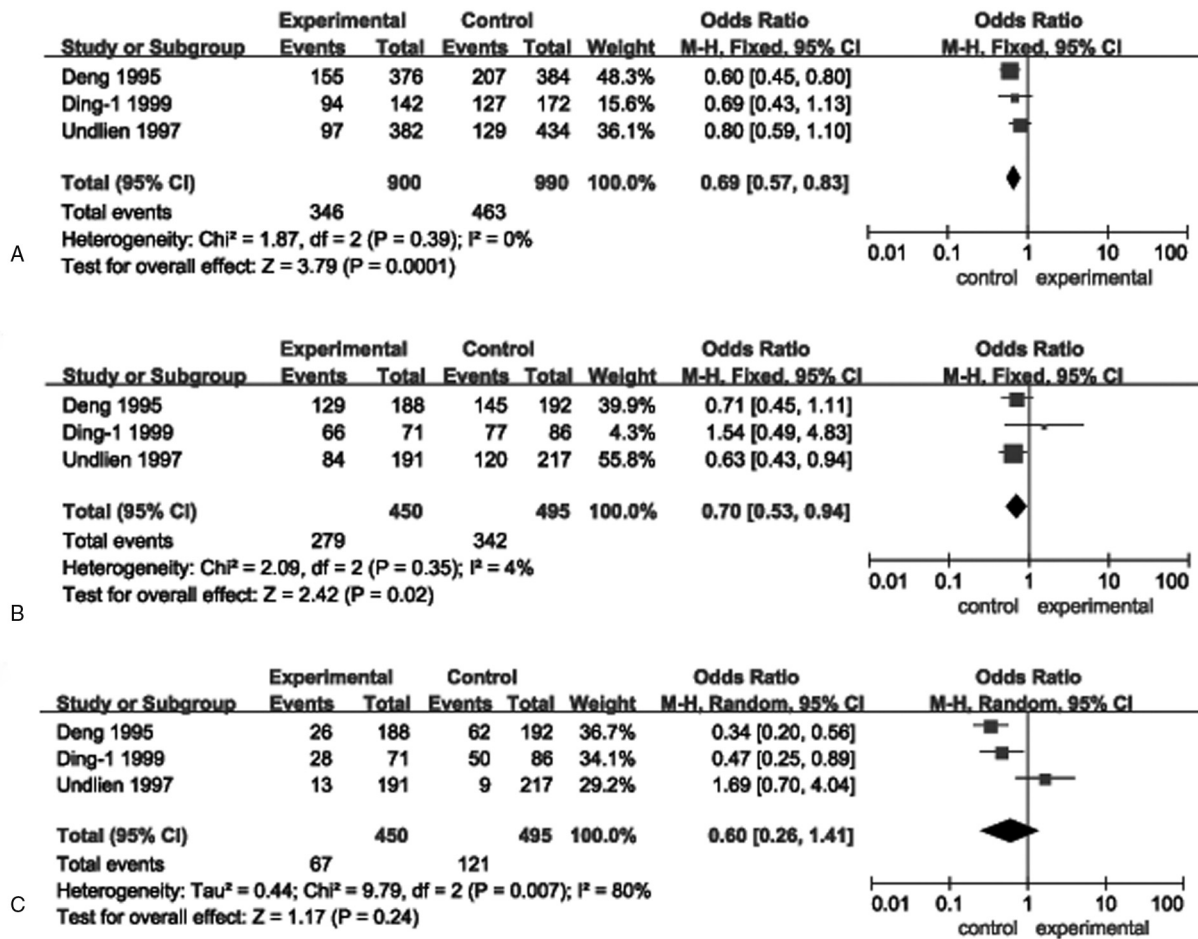 Experimental Control Odds Ratio Odds Ratio
Study or Subgroup Events Total Events Total Weight M-H, Fixed, 95% CI M-H, Fixed, 95% CI
Deng 1995 155 376 207 384 48.3% 0.60 [0.45, 0.80]
Ding-1 1999 94 142 127 172 15.6% 0.69 [0.43, 1.13]
Undlien 1997 97 382 129 434 36.1% 0.80 [0.59, 1.10]
Total (95% CI) 900 990 100.0% 0.69 [0.57, 0.83]
Total events 346 463
Heterogeneity: Chi² = 1.87, df = 2 (P = 0.39); I² = 0%
Test for overall effect: Z = 3.79 (P = 0.0001)
0.01 0.1 1 10 100
control experimental
A
Experimental Control Odds Ratio Odds Ratio
Study or Subgroup Events Total Events Total Weight M-H, Fixed, 95% CI M-H, Fixed, 95% CI
Deng 1995 129 188 145 192 39.9% 0.71 [0.45, 1.11]
Ding-1 1999 66 71 77 86 4.3% 1.54 [0.49, 4.83]
Undlien 1997 84 191 120 217 55.8% 0.63 [0.43, 0.94]
Total (95% CI) 450 495 100.0% 0.70 [0.53, 0.94]
Total events 279 342
Heterogeneity: Chi² = 2.09, df = 2 (P = 0.35); I² = 4%
Test for overall effect: Z = 2.42 (P = 0.02)
0.01 0.1 1 10 100
control experimental
B
Experimental Control Odds Ratio Odds Ratio
Study or Subgroup Events Total Events Total Weight M-H, Random, 95% CI M-H, Random, 95% CI
Deng 1995 26 188 62 192 36.7% 0.34 [0.20, 0.56]
Ding-1 1999 28 71 50 86 34.1% 0.47 [0.25, 0.89]
Undlien 1997 13 191 9 217 29.2% 1.69 [0.70, 4.04]
Total (95% CI) 450 495 100.0% 0.60 [0.26, 1.41]
Total events 67 121
Heterogeneity: Tau² = 0.44; Chi² = 9.79, df = 2 (P = 0.007); I² = 80%
Test for overall effect: Z = 1.17 (P = 0.24)
0.01 0.1 1 10 100
control experimental
C